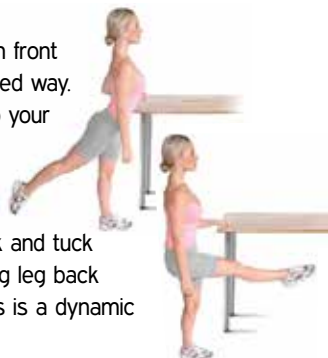 front
ed way.
your
and tuck
g leg back
s is a dynamic